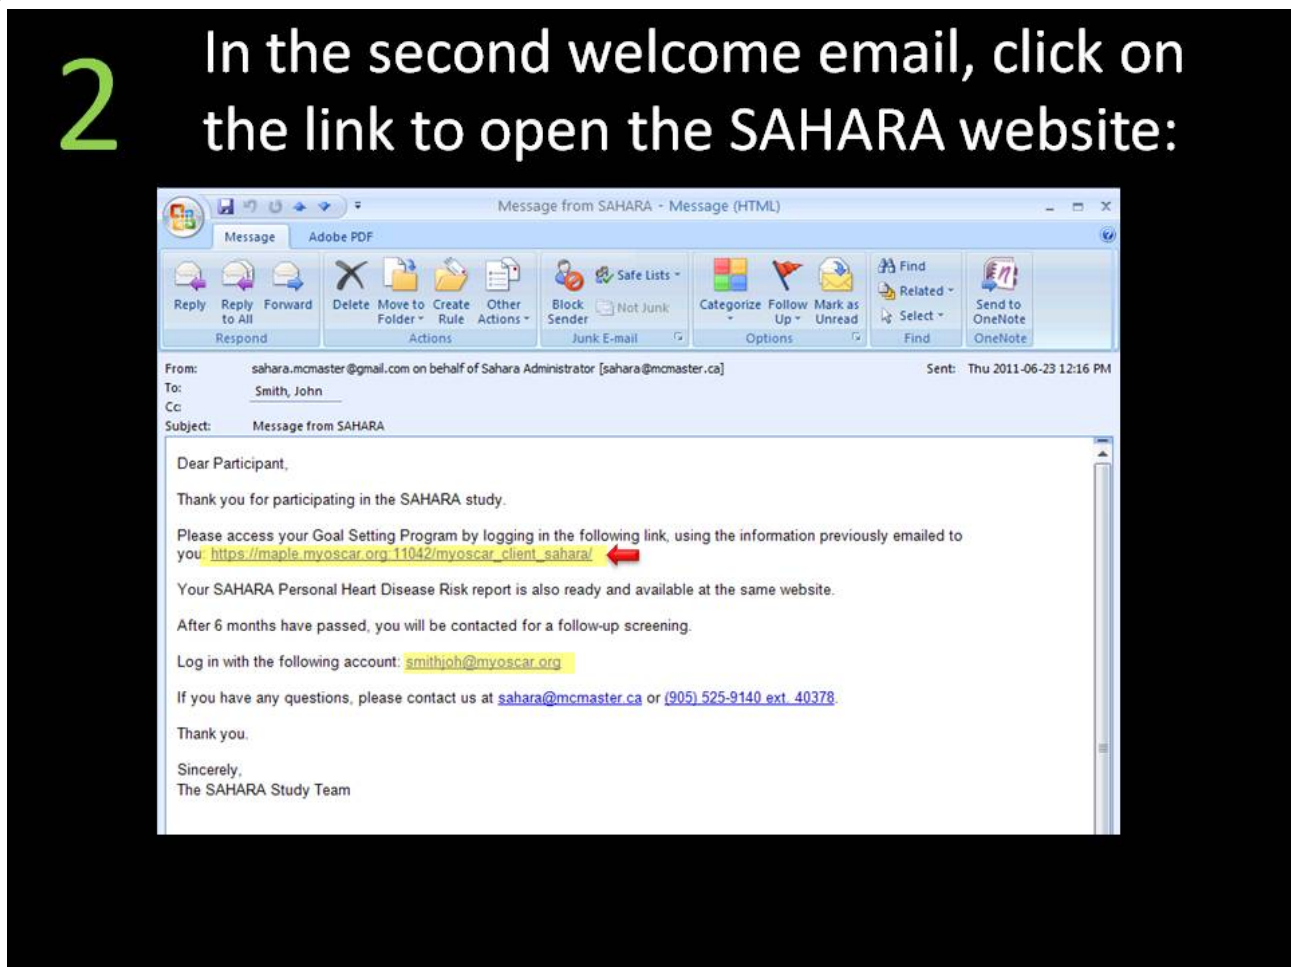 2
In the second welcome email, click on
the link to open the SAHARA website:
Message from SAHARA - Message (HTML)
Message Adobe PDF
Reply Reply to All Forward Delete Move to Folder Create Rule Other Actions Block Sender Safe Lists Not Junk Categorize Follow Up Mark as Unread Find Related Select Send to OneNote
Respond Actions Junk E-mail Options Find OneNote
From: sahara.mcmaster@gmail.com on behalf of Sahara Administrator [sahara@mcmaster.ca] Sent: Thu 2011-06-23 12:16 PM
To: Smith, John
Cc:
Subject: Message from SAHARA
Dear Participant,
Thank you for participating in the SAHARA study.
Please access your Goal Setting Program by logging in the following link, using the information previously emailed to
you: https://maple.myoscar.org:11042/myoscar_client_sahara/
Your SAHARA Personal Heart Disease Risk report is also ready and available at the same website.
After 6 months have passed, you will be contacted for a follow-up screening.
Log in with the following account: smithjoh@myoscar.org
If you have any questions, please contact us at sahara@mcmaster.ca or (905) 525-9140 ext. 40378.
Thank you.
Sincerely,
The SAHARA Study Team